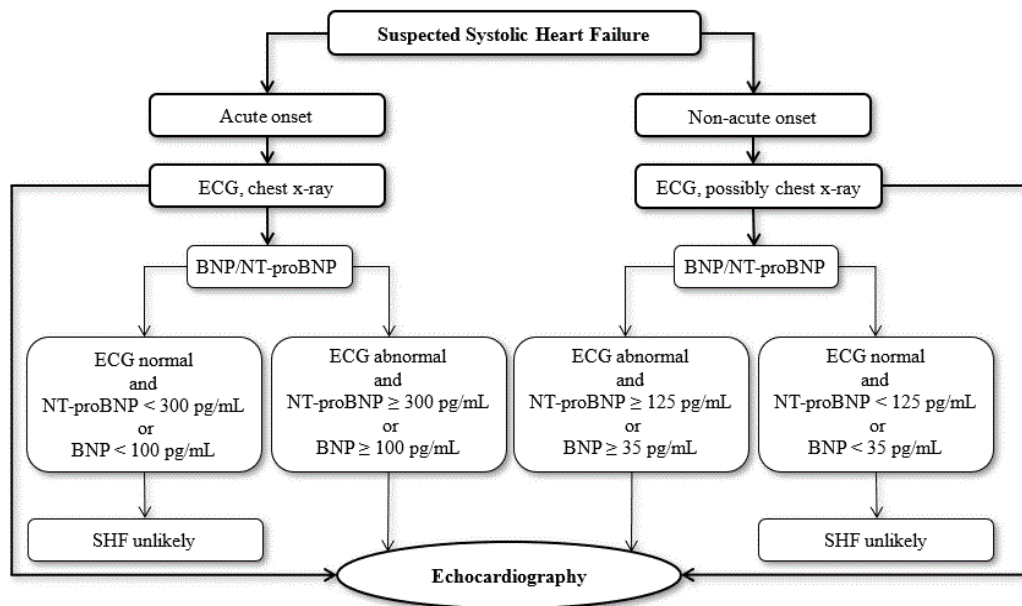 Suspected Systolic Heart Failure
Acute onset
Non-acute onset
ECG, chest x-ray
ECG, possibly chest x-ray
BNP/NT-proBNP
BNP/NT-proBNP
ECG normal
and
NT-proBNP < 300 pg/mL
or
BNP < 100 pg/mL
ECG abnormal
and
NT-proBNP ≥ 300 pg/mL
or
BNP ≥ 100 pg/mL
ECG abnormal
and
NT-proBNP ≥ 125 pg/mL
or
BNP ≥ 35 pg/mL
ECG normal
and
NT-proBNP < 125 pg/mL
or
BNP < 35 pg/mL
SHF unlikely
SHF unlikely
Echocardiography